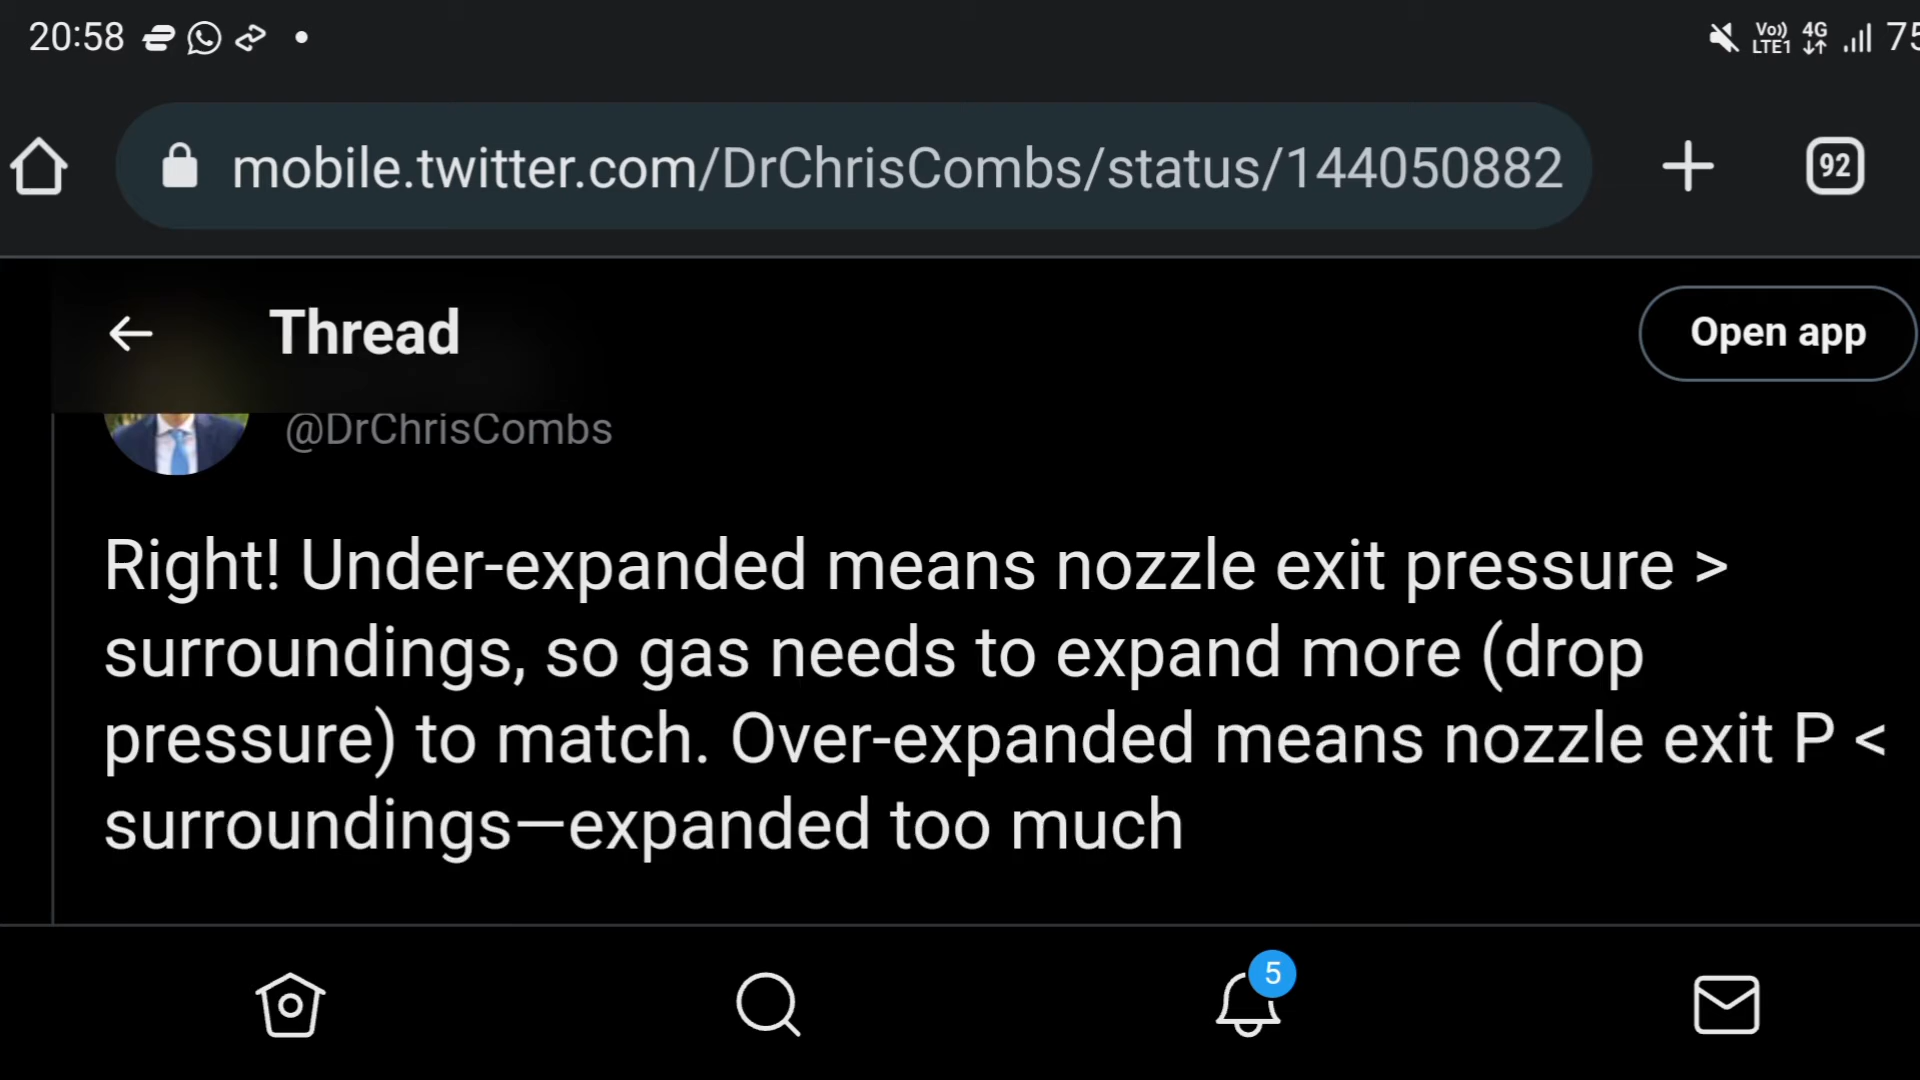 20:58
Vo)) LTE1 4G 75
mobile.twitter.com/DrChrisCombs/status/144050882
92
Thread
Open app
@DrChrisCombs
Right! Under-expanded means nozzle exit pressure >
surroundings, so gas needs to expand more (drop
pressure) to match. Over-expanded means nozzle exit P <
surroundings—expanded too much
5